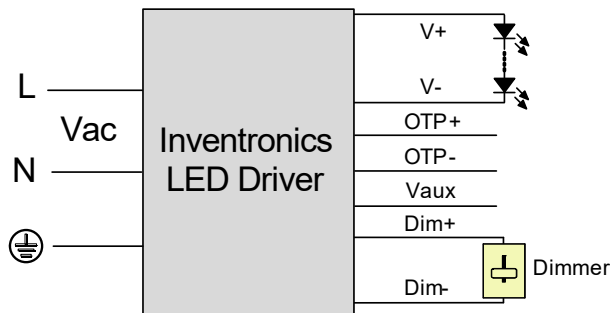 L
Vac
N
Inventronics
LED Driver
V+
V-
OTP+
OTP-
Vaux
Dim+
Dim-
Dimmer